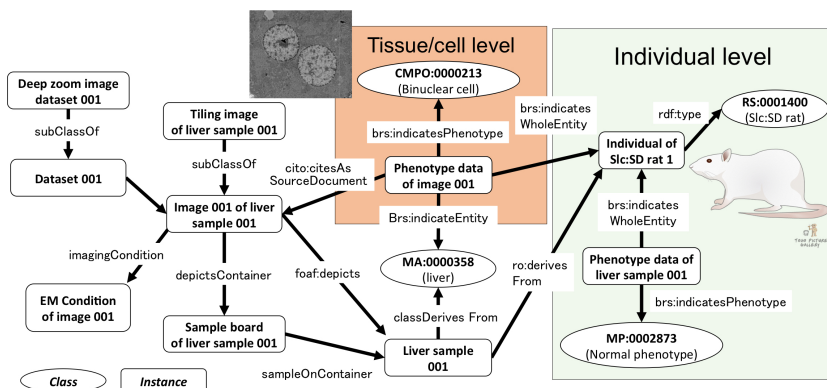 Tissue/cell level
Individual level
CMPO:0000213
(Binuclear cell)
Deep zoom image
dataset 001
Tiling image
of liver sample 001
brs:indicates
WholeEntity
rdf:type
RS:0001400
(Slc:SD rat)
subClassOf
brs:indicatesPhenotype
Individual of
Slc:SD rat 1
subClassOf
cito:citesAs
SourceDocument
Phenotype data
of image 001
Dataset 001
Image 001 of liver
sample 001
Brs:indicateEntity
brs:indicates
WholeEntity
TOGO PICTURE
GALLERY
imagingCondition
depictsContainer
foaf:depicts
MA:0000358
(liver)
ro:derives
From
Phenotype data of
liver sample 001
EM Condition
of image 001
classDerives From
brs:indicatesPhenotype
Sample board
of liver sample 001
Liver sample
001
MP:0002873
(Normal phenotype)
sampleOnContainer
Class
Instance